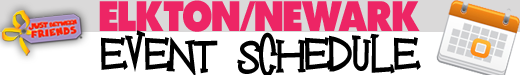 JUST BETWEEN
FRIENDS
ELKTON/NEWARK
EVENT SCHEDULE